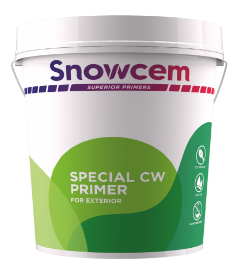 Snowcem
SUPERIOR PRIMERS
SPECIAL CW
PRIMER
FOR EXTERIOR